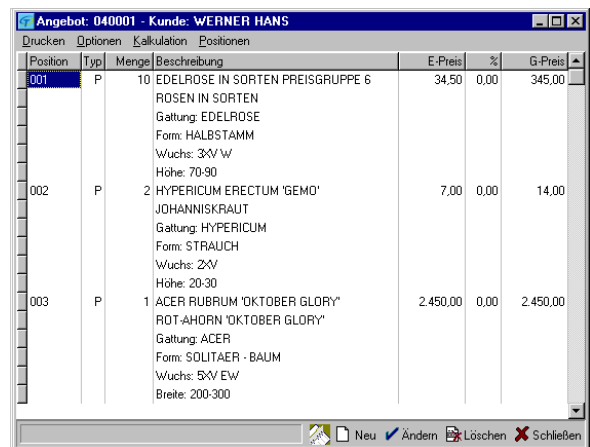 Angebot: 040001 - Kunde: WERNER HANS
Drucken Optionen Kalkulation Positionen
Position Typ Menge Beschreibung E-Preis % G-Preis
001 P 10 EDELROSE IN SORTEN PREISGRUPPE 6 34,50 0,00 345,00
ROSEN IN SORTEN
Gattung: EDELROSE
Form: HALBSTAMM
Wuchs: 3XV W
Höhe: 70-90
002 P 2 HYPERICUM ERECTUM 'GEMO' 7,00 0,00 14,00
JOHANNISKRAUT
Gattung: HYPERICUM
Form: STRAUCH
Wuchs: 2XV
Höhe: 20-30
003 P 1 ACER RUBRUM 'OKTOBER GLORY' 2.450,00 0,00 2.450,00
ROT-AHORN 'OKTOBER GLORY'
Gattung: ACER
Form: SOLITAER - BAUM
Wuchs: 5XV EW
Breite: 200-300
Neu Ändern Löschen Schließen